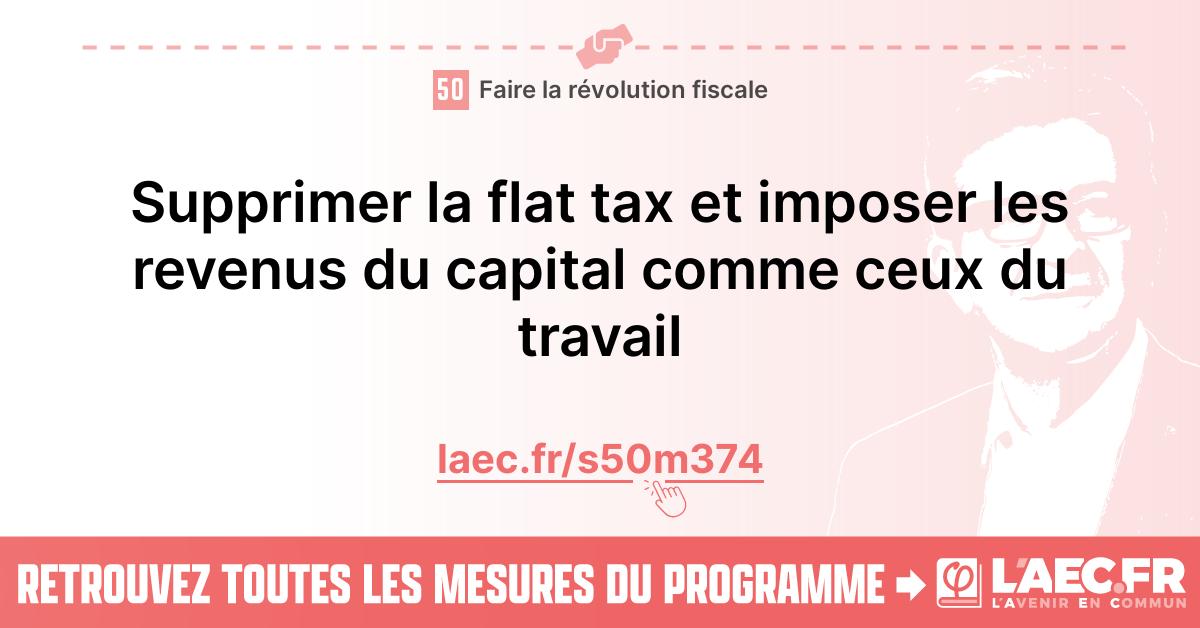 50 Faire la révolution fiscale
Supprimer la flat tax et imposer les
revenus du capital comme ceux du
travail
laec.fr/s50m374
RETROUVEZ TOUTES LES MESURES DU PROGRAMME
φ L'AEC.FR
L'AVENIR EN COMMUN